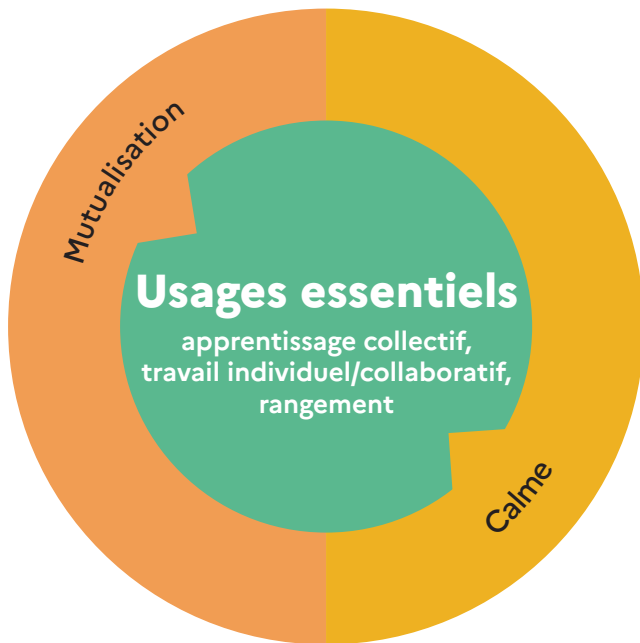 Mutualisation
Usages essentiels
apprentissage collectif,
travail individuel/collaboratif,
rangement
Calme